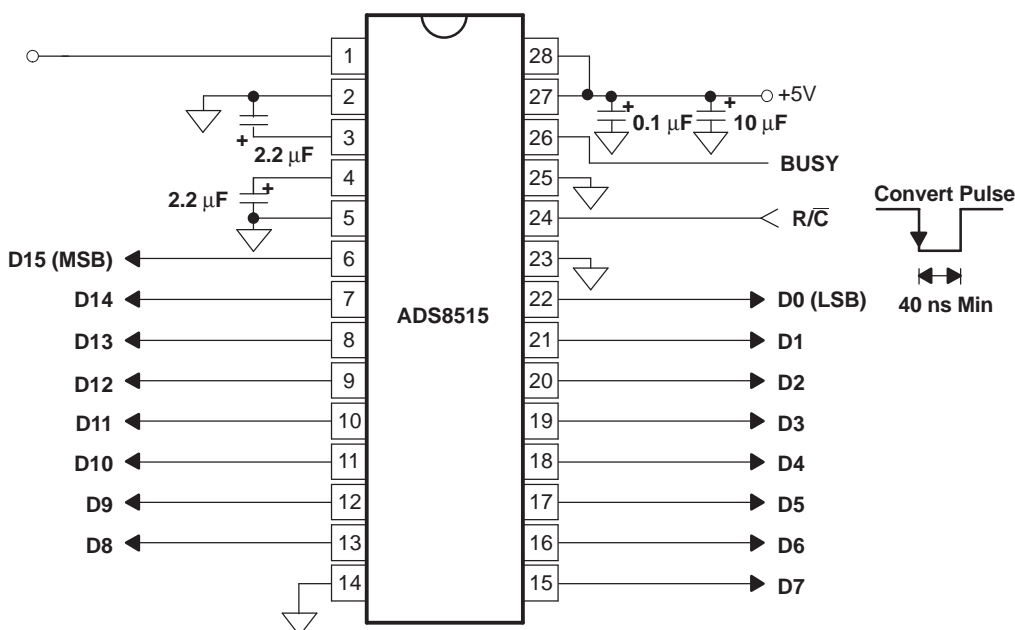 1
28
2
27
+5V
+
0.1 μF
+
10 μF
3
26
+
2.2 μF
BUSY
4
25
2.2 μF
+
Convert Pulse
5
24
R/C̅
D15 (MSB)
6
23
D14
7
22
D0 (LSB)
40 ns Min
ADS8515
D13
8
21
D1
D12
9
20
D2
D11
10
19
D3
D10
11
18
D4
D9
12
17
D5
D8
13
16
D6
14
15
D7